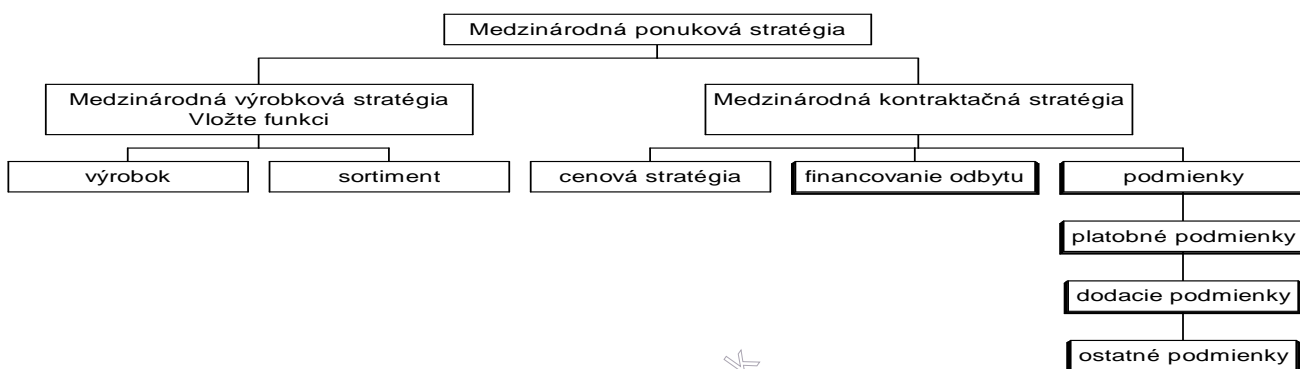 Medzinárodná ponuková stratégia
Medzinárodná výrobková stratégia
Vložte funkci
Medzinárodná kontraktačná stratégia
výrobok
sortiment
cenová stratégia
financovanie odbytu
podmienky
platobné podmienky
dodacie podmienky
ostatné podmienky